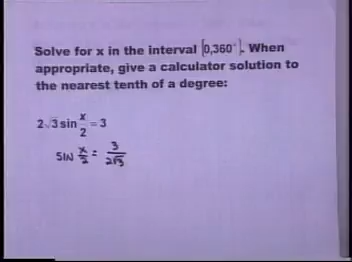 Solve for x in the interval [0,360°). When
appropriate, give a calculator solution to
the nearest tenth of a degree:
2√3 sin x/2 = 3
SIN x/2 = 3/2√3